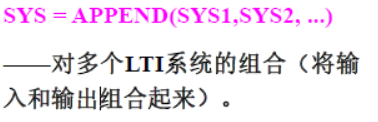 SYS = APPEND(SYS1,SYS2, ...)
——对多个LTI系统的组合（将输
入和输出组合起来）。